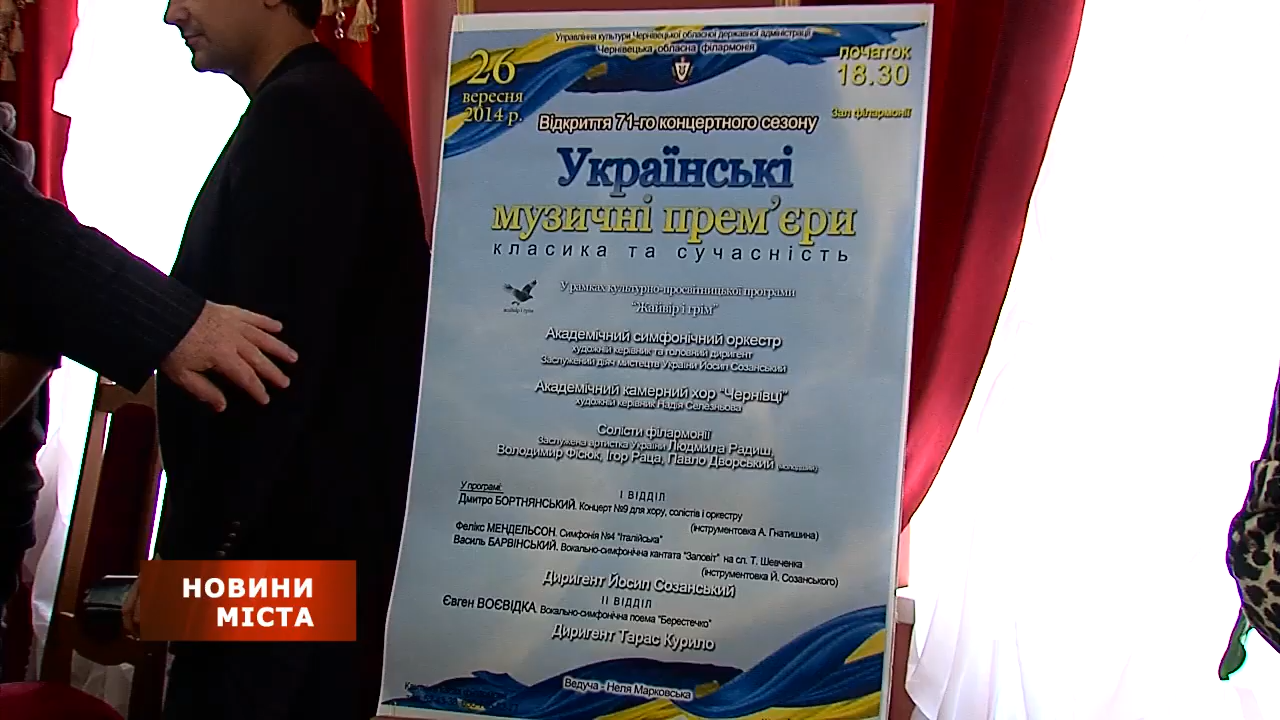 Управління культури Чернівецької обласної державної адміністрації
Чернівецька обласна філармонія
26
вересня
2014 р.
початок
18.30
Зал філармонії
Відкриття 71-го концертного сезону
Українські
музичні прем'єри
класика та сучасність
У рамках культурно-просвітницької програми
"Жайвір і грім"
жайвір і грім
Академічний симфонічний оркестр
художній керівник та головний диригент
Заслужений діяч мистецтв України Йосип Созанський
Академічний камерний хор "Чернівці"
художній керівник Надія Селезньова
Солісти філармонії
Заслужена артистка України Людмила Радиш,
Володимир Фісюк, Ігор Раца, Павло Дворський (молодший)
У програмі:
І ВІДДІЛ
Дмитро БОРТНЯНСЬКИЙ. Концерт №9 для хору, солістів і оркестру
(інструментовка А. Гнатишина)
Фелікс МЕНДЕЛЬСОН. Симфонія №4 "Італійська"
Василь БАРВІНСЬКИЙ. Вокально-симфонічна кантата "Заповіт" на сл. Т. Шевченка
(інструментовка Й. Созанського)
Диригент Йосип Созанський
ІІ ВІДДІЛ
Євген ВОЄВІДКА. Вокально-симфонічна поема "Берестечко"
Диригент Тарас Курило
Ведуча - Неля Марковська
НОВИНИ
МІСТА